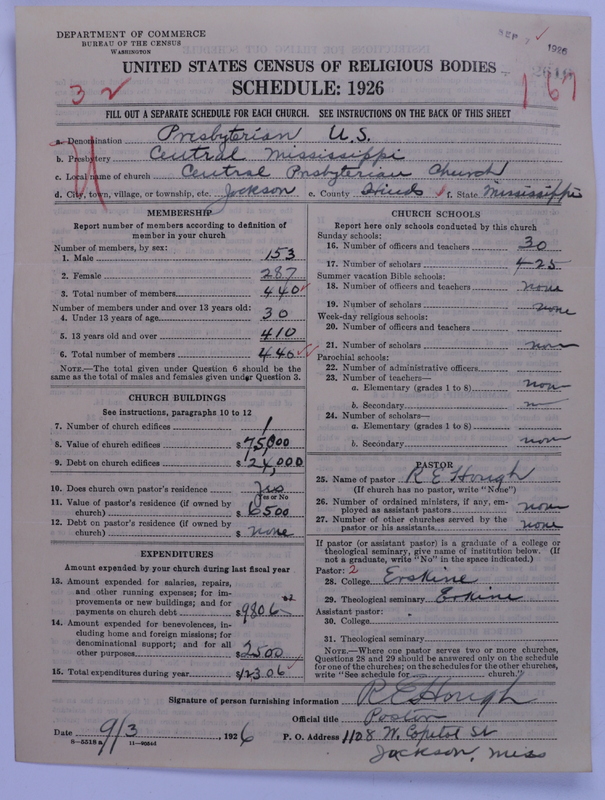 DEPARTMENT OF COMMERCE
BUREAU OF THE CENSUS
WASHINGTON
1926
UNITED STATES CENSUS OF RELIGIOUS BODIES
SCHEDULE: 1926
3 2
167
FILL OUT A SEPARATE SCHEDULE FOR EACH CHURCH. SEE INSTRUCTIONS ON THE BACK OF THIS SHEET
a. Denomination Presbyterian U.S.
b. Presbytery Central Mississippi
c. Local name of church Central Presbyterian Church
d. City, town, village, or township, etc. Jackson e. County Hinds f. State Mississippi
MEMBERSHIP
Report number of members according to definition of
member in your church
Number of members, by sex:
1. Male 153
2. Female 287
3. Total number of members 440
Number of members under and over 13 years old:
4. Under 13 years of age 30
5. 13 years old and over 410
6. Total number of members 440
NOTE.—The total given under Question 6 should be the
same as the total of males and females given under Question 3.
CHURCH BUILDINGS
See instructions, paragraphs 10 to 12
7. Number of church edifices 1
8. Value of church edifices $75,000
9. Debt on church edifices $24,000
10. Does church own pastor's residence Yes
Yes or No
11. Value of pastor's residence (if owned by
church) $6500
12. Debt on pastor's residence (if owned by
church) $ none
EXPENDITURES
Amount expended by your church during last fiscal year
13. Amount expended for salaries, repairs,
and other running expenses; for im-
provements or new buildings; and for
payments on church debt $9806
14. Amount expended for benevolences, in-
cluding home and foreign missions; for
denominational support; and for all
other purposes $2500
15. Total expenditures during year $12306
CHURCH SCHOOLS
Report here only schools conducted by this church
Sunday schools:
16. Number of officers and teachers 30
17. Number of scholars 425
Summer vacation Bible schools:
18. Number of officers and teachers none
19. Number of scholars none
Week-day religious schools:
20. Number of officers and teachers
21. Number of scholars none
Parochial schools:
22. Number of administrative officers
23. Number of teachers—
a. Elementary (grades 1 to 8) none
b. Secondary
24. Number of scholars—
a. Elementary (grades 1 to 8)
b. Secondary none
PASTOR
25. Name of pastor R E Hough
(If church has no pastor, write "None")
26. Number of ordained ministers, if any, em-
ployed as assistant pastors none
27. Number of other churches served by the
pastor or his assistants none
If pastor (or assistant pastor) is a graduate of a college or
theological seminary, give name of institution below. (If
not a graduate, write "No" in the space indicated.)
Pastor: 2
28. College Erskine
29. Theological seminary Erskine
Assistant pastor:
30. College "
31. Theological seminary
NOTE.—Where one pastor serves two or more churches,
Questions 28 and 29 should be answered only on the schedule
for one of the churches; on the schedules for the other churches,
write "See schedule for church."
Signature of person furnishing information R E Hough
Official title Pastor
Date 9/3, 1926 P. O. Address 1108 W. Capitol St
8—5518a 11—9054d
Jackson, Miss